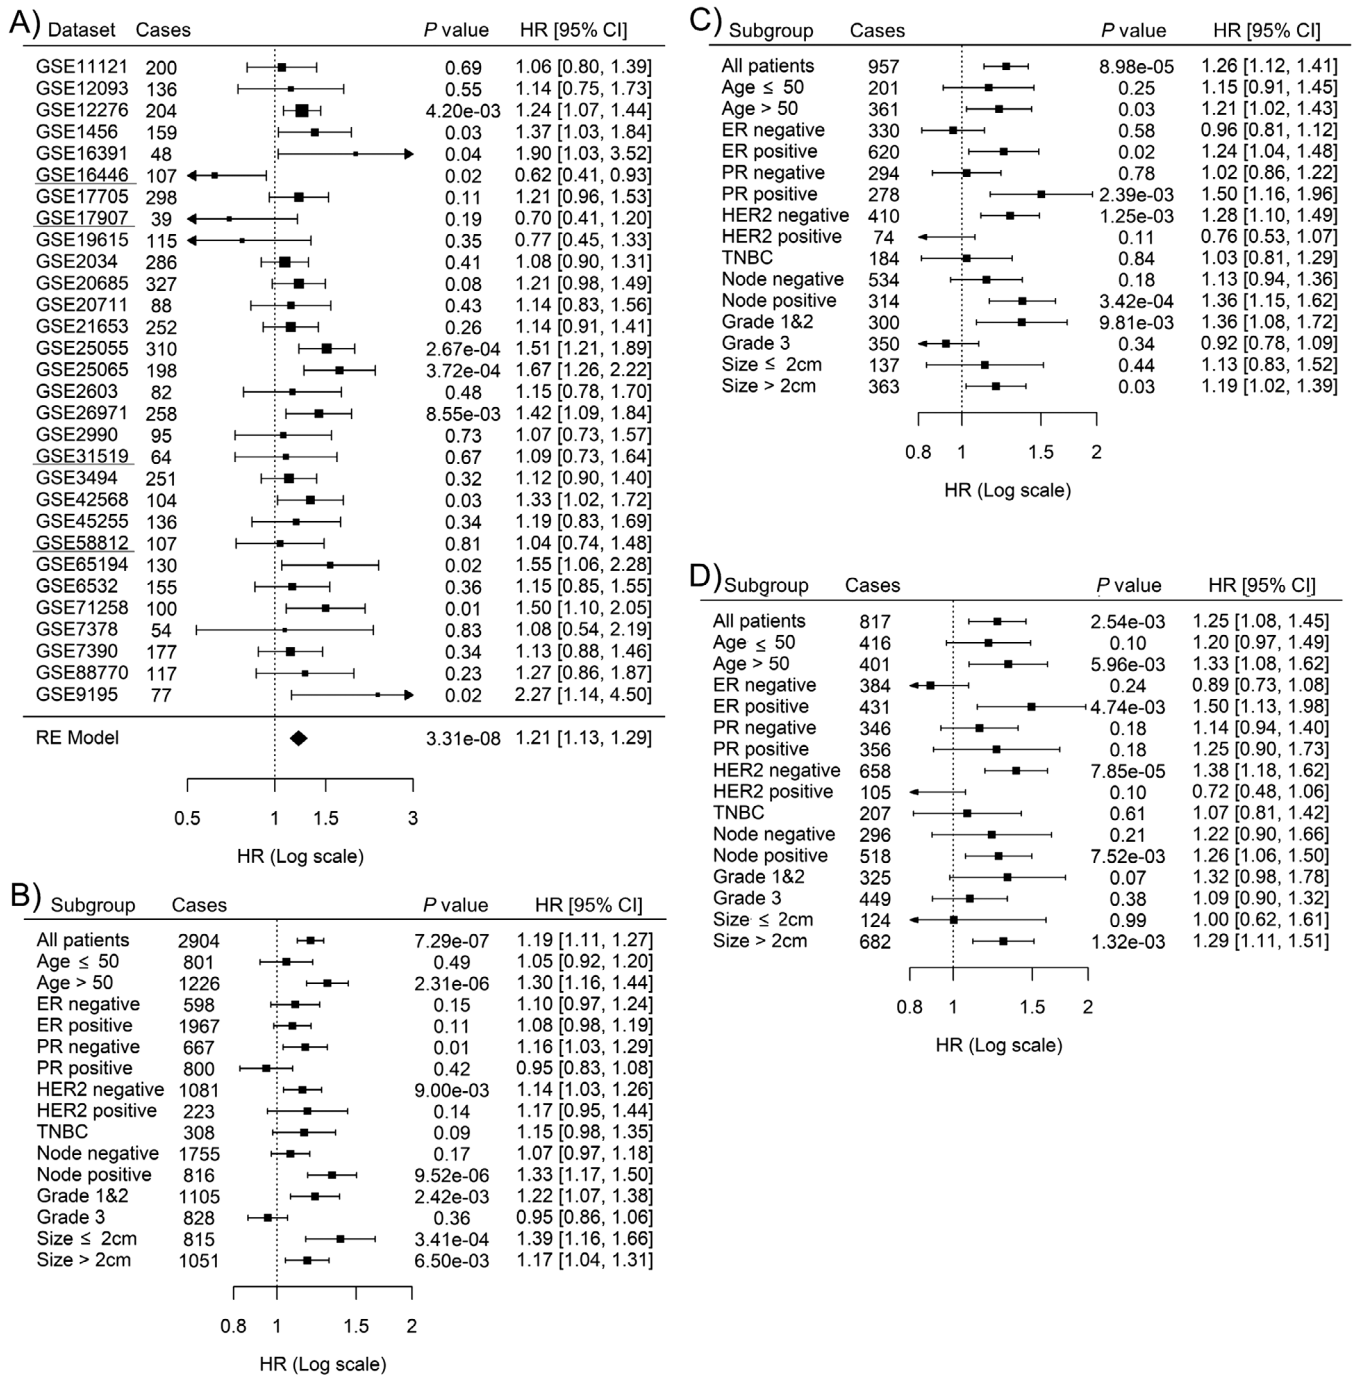 A) Dataset Cases P value HR [95% CI]
GSE11121 200 0.69 1.06 [0.80, 1.39]
GSE12093 136 0.55 1.14 [0.75, 1.73]
GSE12276 204 4.20e-03 1.24 [1.07, 1.44]
GSE1456 159 0.03 1.37 [1.03, 1.84]
GSE16391 48 0.04 1.90 [1.03, 3.52]
GSE16446 107 0.02 0.62 [0.41, 0.93]
GSE17705 298 0.11 1.21 [0.96, 1.53]
GSE17907 39 0.19 0.70 [0.41, 1.20]
GSE19615 115 0.35 0.77 [0.45, 1.33]
GSE2034 286 0.41 1.08 [0.90, 1.31]
GSE20685 327 0.08 1.21 [0.98, 1.49]
GSE20711 88 0.43 1.14 [0.83, 1.56]
GSE21653 252 0.26 1.14 [0.91, 1.41]
GSE25055 310 2.67e-04 1.51 [1.21, 1.89]
GSE25065 198 3.72e-04 1.67 [1.26, 2.22]
GSE2603 82 0.48 1.15 [0.78, 1.70]
GSE26971 258 8.55e-03 1.42 [1.09, 1.84]
GSE2990 95 0.73 1.07 [0.73, 1.57]
GSE31519 64 0.67 1.09 [0.73, 1.64]
GSE3494 251 0.32 1.12 [0.90, 1.40]
GSE42568 104 0.03 1.33 [1.02, 1.72]
GSE45255 136 0.34 1.19 [0.83, 1.69]
GSE58812 107 0.81 1.04 [0.74, 1.48]
GSE65194 130 0.02 1.55 [1.06, 2.28]
GSE6532 155 0.36 1.15 [0.85, 1.55]
GSE71258 100 0.01 1.50 [1.10, 2.05]
GSE7378 54 0.83 1.08 [0.54, 2.19]
GSE7390 177 0.34 1.13 [0.88, 1.46]
GSE88770 117 0.23 1.27 [0.86, 1.87]
GSE9195 77 0.02 2.27 [1.14, 4.50]
RE Model 3.31e-08 1.21 [1.13, 1.29]
0.5 1 1.5 3
HR (Log scale)
B) Subgroup Cases P value HR [95% CI]
All patients 2904 7.29e-07 1.19 [1.11, 1.27]
Age ≤ 50 801 0.49 1.05 [0.92, 1.20]
Age > 50 1226 2.31e-06 1.30 [1.16, 1.44]
ER negative 598 0.15 1.10 [0.97, 1.24]
ER positive 1967 0.11 1.08 [0.98, 1.19]
PR negative 667 0.01 1.16 [1.03, 1.29]
PR positive 800 0.42 0.95 [0.83, 1.08]
HER2 negative 1081 9.00e-03 1.14 [1.03, 1.26]
HER2 positive 223 0.14 1.17 [0.95, 1.44]
TNBC 308 0.09 1.15 [0.98, 1.35]
Node negative 1755 0.17 1.07 [0.97, 1.18]
Node positive 816 9.52e-06 1.33 [1.17, 1.50]
Grade 1&2 1105 2.42e-03 1.22 [1.07, 1.38]
Grade 3 828 0.36 0.95 [0.86, 1.06]
Size ≤ 2cm 815 3.41e-04 1.39 [1.16, 1.66]
Size > 2cm 1051 6.50e-03 1.17 [1.04, 1.31]
0.8 1 1.5 2
HR (Log scale)
C) Subgroup Cases P value HR [95% CI]
All patients 957 8.98e-05 1.26 [1.12, 1.41]
Age ≤ 50 201 0.25 1.15 [0.91, 1.45]
Age > 50 361 0.03 1.21 [1.02, 1.43]
ER negative 330 0.58 0.96 [0.81, 1.12]
ER positive 620 0.02 1.24 [1.04, 1.48]
PR negative 294 0.78 1.02 [0.86, 1.22]
PR positive 278 2.39e-03 1.50 [1.16, 1.96]
HER2 negative 410 1.25e-03 1.28 [1.10, 1.49]
HER2 positive 74 0.11 0.76 [0.53, 1.07]
TNBC 184 0.84 1.03 [0.81, 1.29]
Node negative 534 0.18 1.13 [0.94, 1.36]
Node positive 314 3.42e-04 1.36 [1.15, 1.62]
Grade 1&2 300 9.81e-03 1.36 [1.08, 1.72]
Grade 3 350 0.34 0.92 [0.78, 1.09]
Size ≤ 2cm 137 0.44 1.13 [0.83, 1.52]
Size > 2cm 363 0.03 1.19 [1.02, 1.39]
0.8 1 1.5 2
HR (Log scale)
D) Subgroup Cases P value HR [95% CI]
All patients 817 2.54e-03 1.25 [1.08, 1.45]
Age ≤ 50 416 0.10 1.20 [0.97, 1.49]
Age > 50 401 5.96e-03 1.33 [1.08, 1.62]
ER negative 384 0.24 0.89 [0.73, 1.08]
ER positive 431 4.74e-03 1.50 [1.13, 1.98]
PR negative 346 0.18 1.14 [0.94, 1.40]
PR positive 356 0.18 1.25 [0.90, 1.73]
HER2 negative 658 7.85e-05 1.38 [1.18, 1.62]
HER2 positive 105 0.10 0.72 [0.48, 1.06]
TNBC 207 0.61 1.07 [0.81, 1.42]
Node negative 296 0.21 1.22 [0.90, 1.66]
Node positive 518 7.52e-03 1.26 [1.06, 1.50]
Grade 1&2 325 0.07 1.32 [0.98, 1.78]
Grade 3 449 0.38 1.09 [0.90, 1.32]
Size ≤ 2cm 124 0.99 1.00 [0.62, 1.61]
Size > 2cm 682 1.32e-03 1.29 [1.11, 1.51]
0.8 1 1.5 2
HR (Log scale)